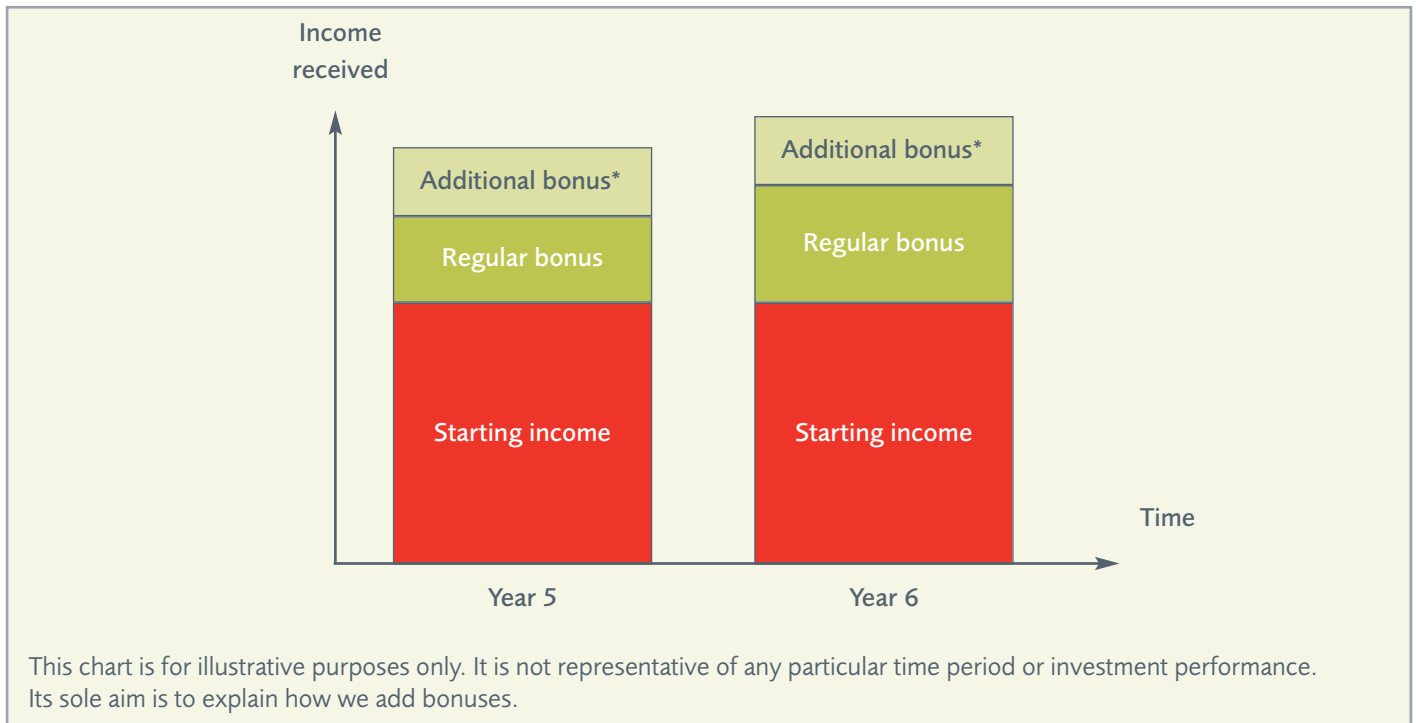 Income
received
Additional bonus*
Regular bonus
Starting income
Additional bonus*
Regular bonus
Starting income
Time
Year 5
Year 6
This chart is for illustrative purposes only. It is not representative of any particular time period or investment performance.
Its sole aim is to explain how we add bonuses.